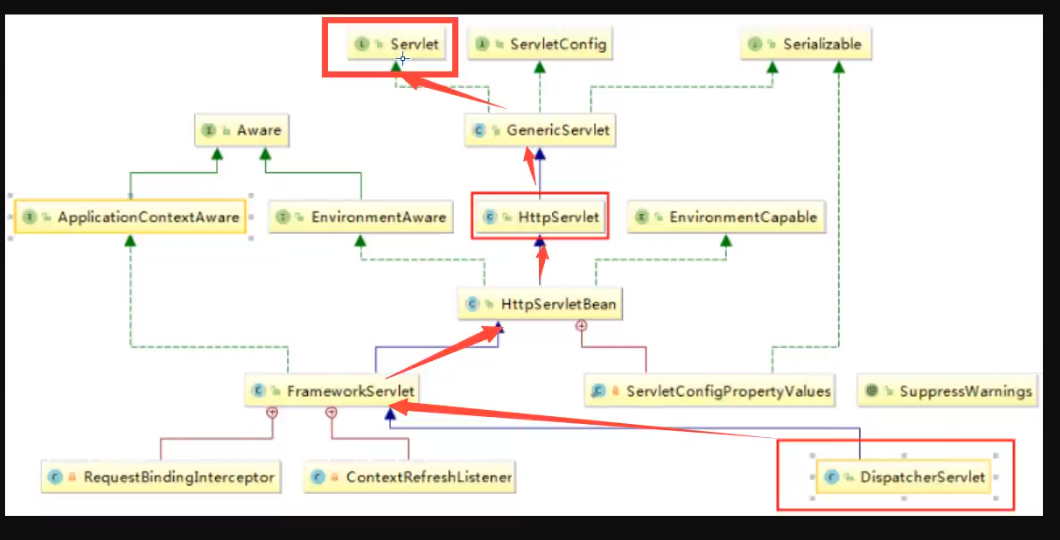 Servlet
ServletConfig
Serializable
Aware
GenericServlet
ApplicationContextAware
EnvironmentAware
HttpServlet
EnvironmentCapable
HttpServletBean
FrameworkServlet
ServletConfigPropertyValues
SuppressWarnings
RequestBindingInterceptor
ContextRefreshListener
DispatcherServlet